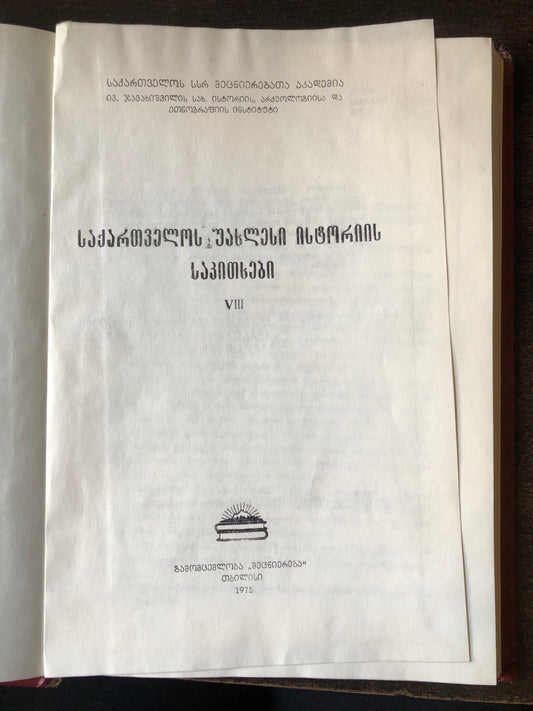 საქართველოს სსრ მეცნიერებათა აკადემია
ივ. ჯავახიშვილის სახ. ისტორიის, არქეოლოგიისა და
ეთნოგრაფიის ინსტიტუტი
საქართველოს უახლესი ისტორიის
საკითხები
VIII
გამომცემლობა „მეცნიერება“
თბილისი
1975